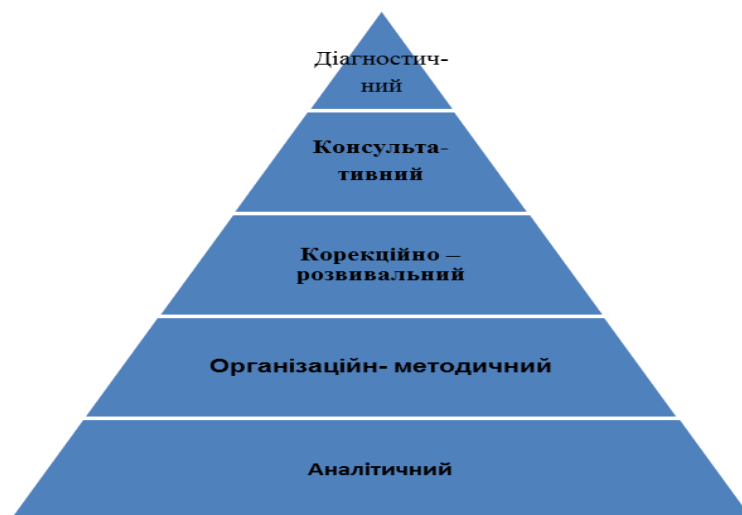 Діагностич-
ний
Консульта-
тивний
Корекційно –
розвивальний
Організаційн- методичний
Аналітичний